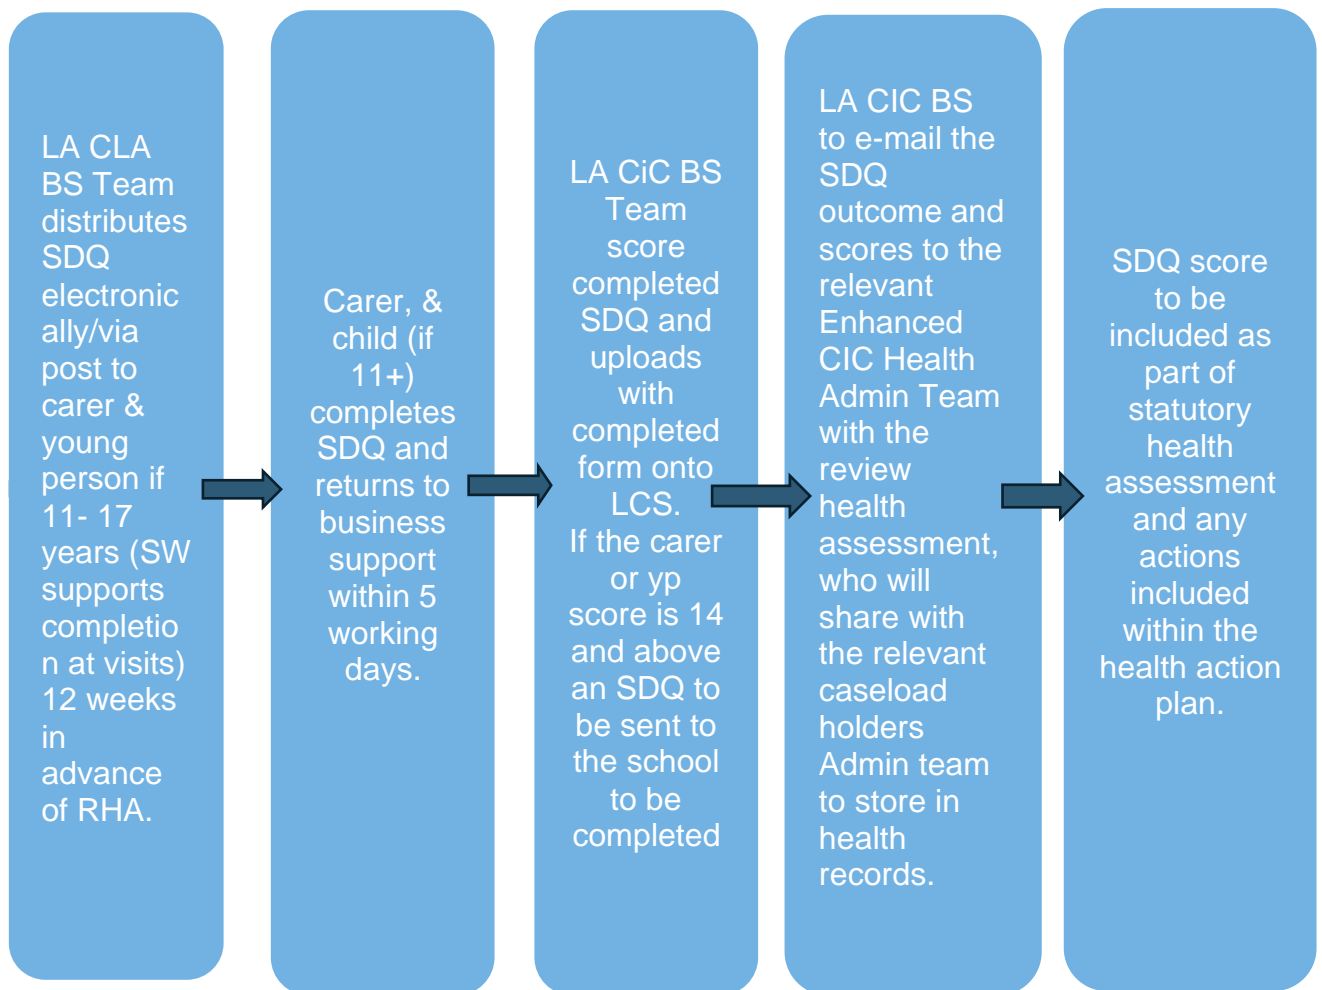 LA CLA
BS Team
distributes
SDQ
electronic
ally/via
post to
carer &
young
person if
11- 17
years (SW
supports
completio
n at visits)
12 weeks
in
advance
of RHA.
Carer, &
child (if
11+)
completes
SDQ and
returns to
business
support
within 5
working
days.
LA CiC BS
Team
score
completed
SDQ and
uploads
with
completed
form onto
LCS.
If the carer
or yp
score is 14
and above
an SDQ to
be sent to
the school
to be
completed
LA CIC BS
to e-mail the
SDQ
outcome and
scores to the
relevant
Enhanced
CIC Health
Admin Team
with the
review
health
assessment,
who will
share with
the relevant
caseload
holders
Admin team
to store in
health
records.
SDQ score
to be
included as
part of
statutory
health
assessment
and any
actions
included
within the
health action
plan.